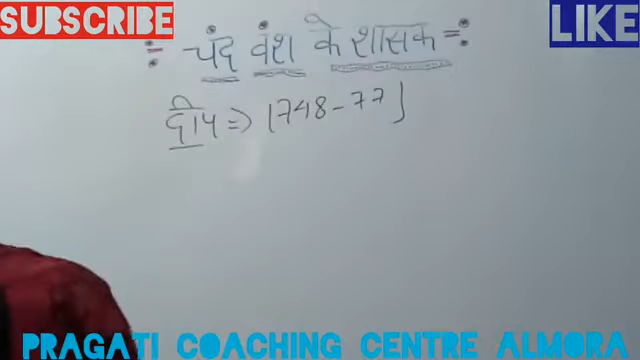 SUBSCRIBE
LIKE
चंद वंश के शासक
दीप => [1748-77]
PRAGATI COACHING CENTRE ALMORA